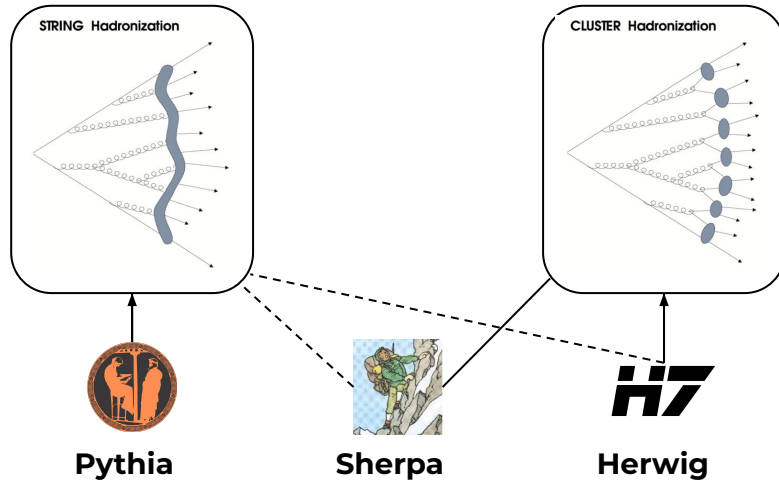 STRING Hadronization
CLUSTER Hadronization
H7
Pythia
Sherpa
Herwig